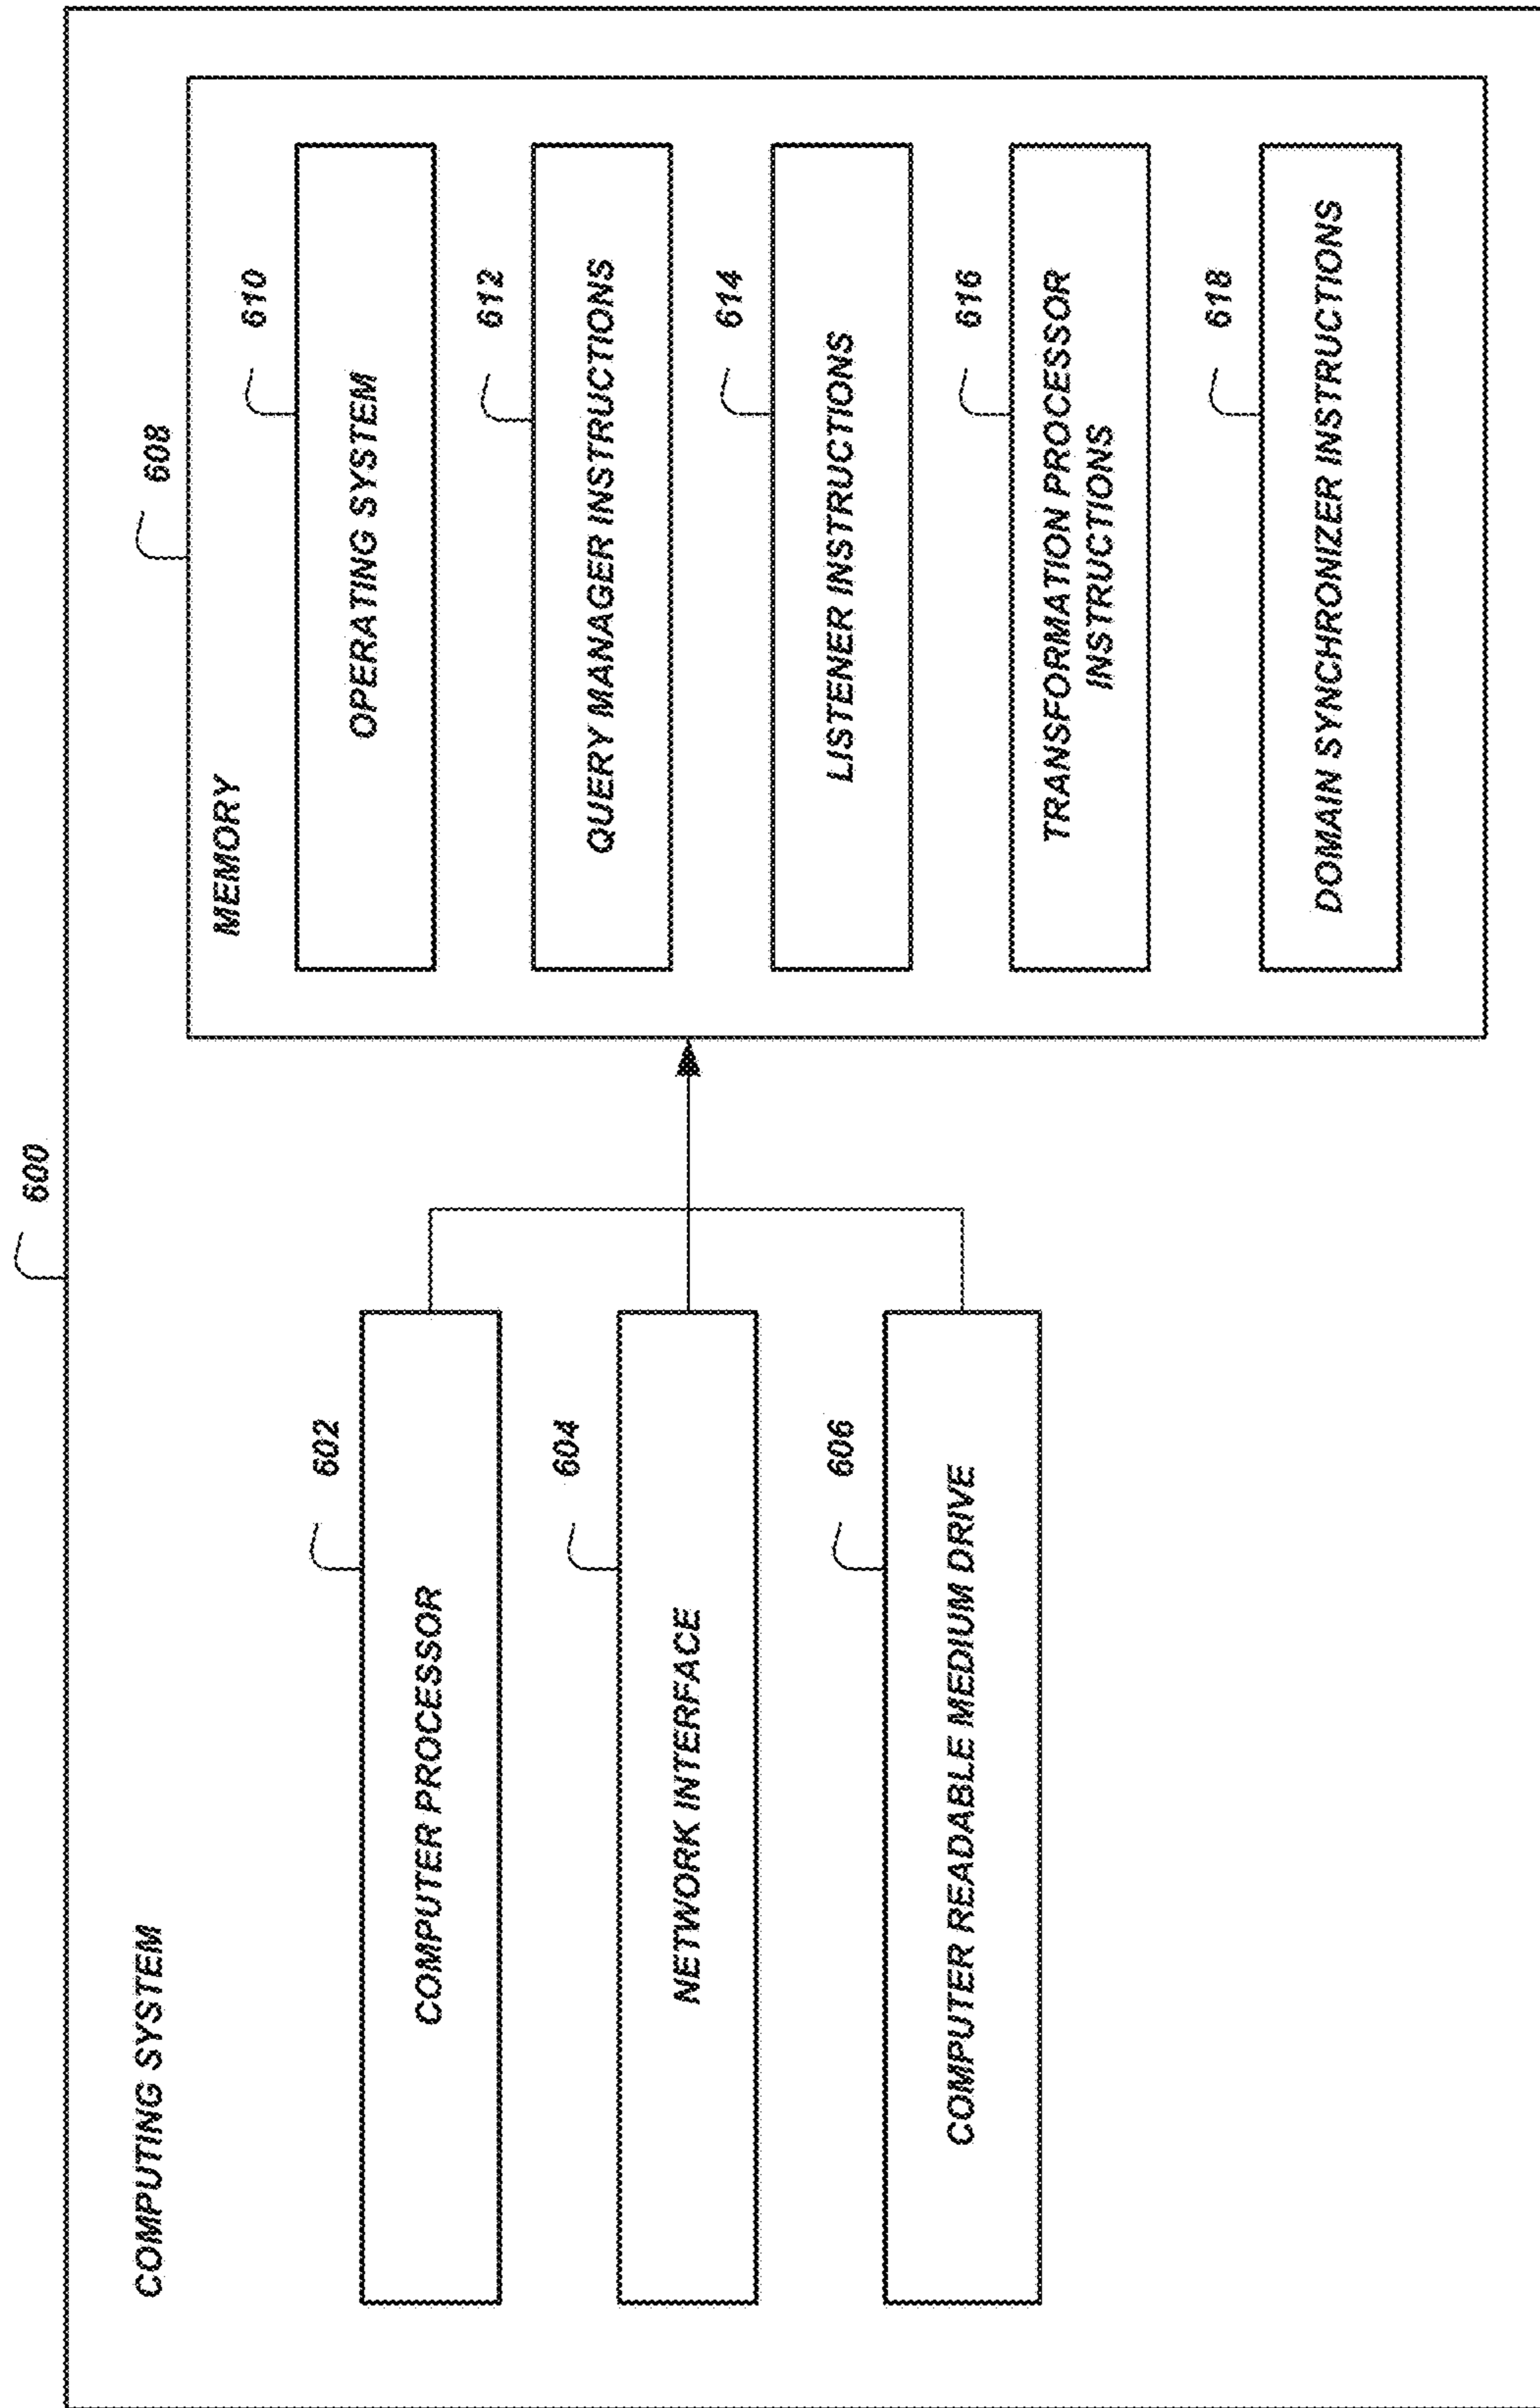 600
COMPUTING SYSTEM
602
COMPUTER PROCESSOR
604
NETWORK INTERFACE
606
COMPUTER READABLE MEDIUM DRIVE
608
MEMORY
610
OPERATING SYSTEM
612
QUERY MANAGER INSTRUCTIONS
614
LISTENER INSTRUCTIONS
616
TRANSFORMATION PROCESSOR
INSTRUCTIONS
618
DOMAIN SYNCHRONIZER INSTRUCTIONS